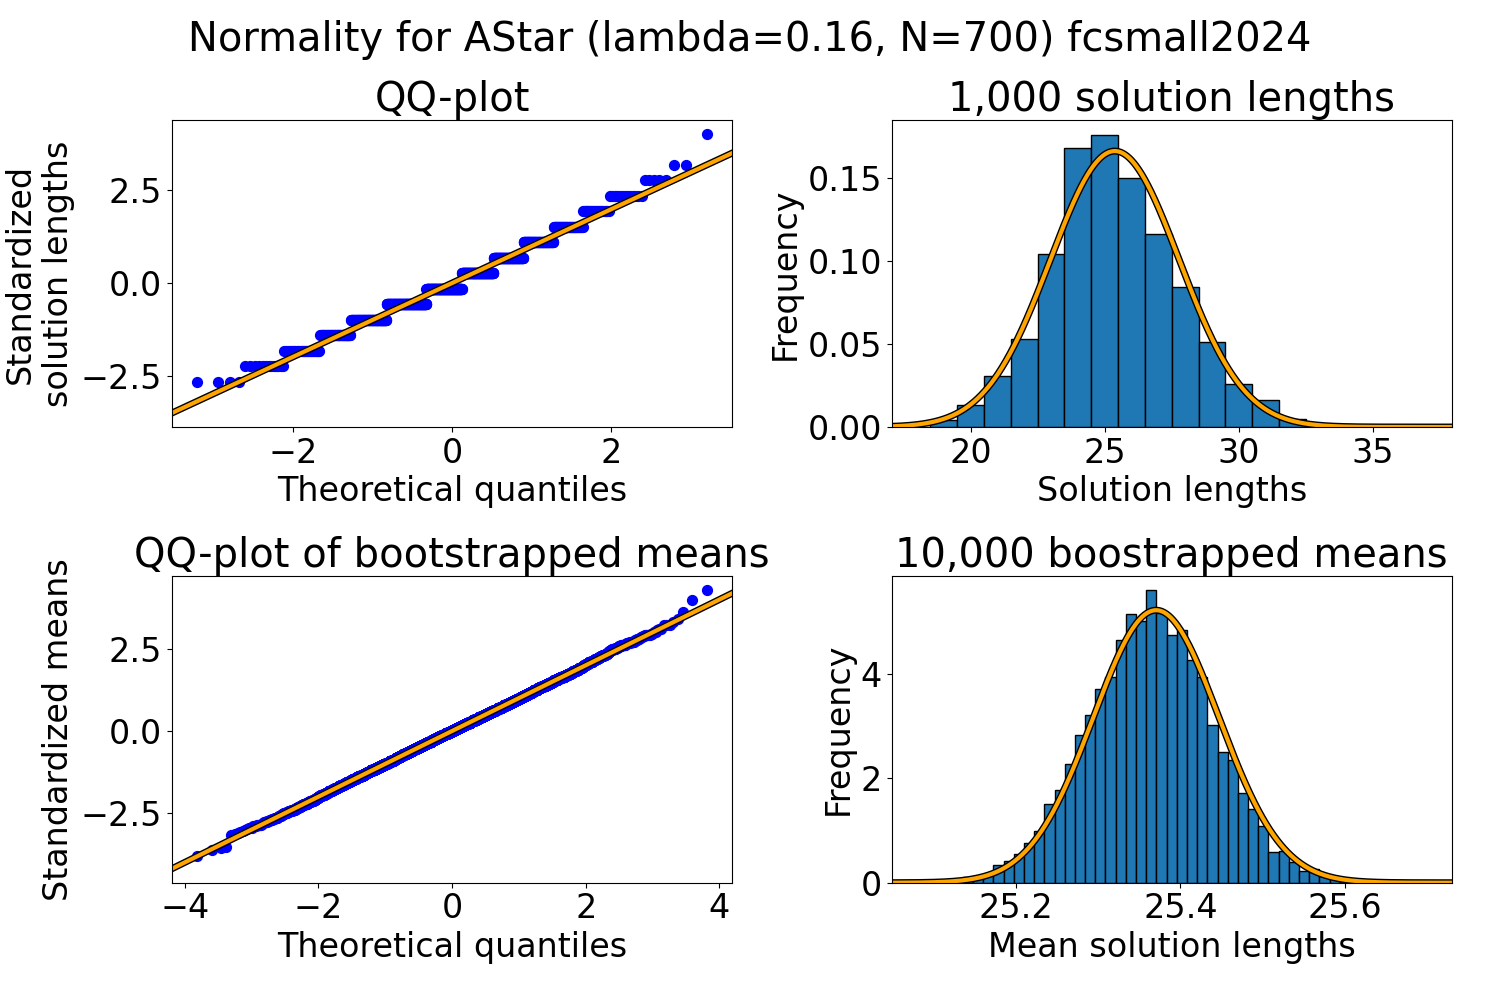 Normality for AStar (lambda=0.16, N=700) fcsmall2024
QQ-plot
Standardized
solution lengths
2.5
0.0
−2.5
−2
0
2
Theoretical quantiles
1,000 solution lengths
Frequency
0.15
0.10
0.05
0.00
20
25
30
35
Solution lengths
QQ-plot of bootstrapped means
Standardized means
2.5
0.0
−2.5
−4
−2
0
2
4
Theoretical quantiles
10,000 boostrapped means
Frequency
4
2
0
25.2
25.4
25.6
Mean solution lengths